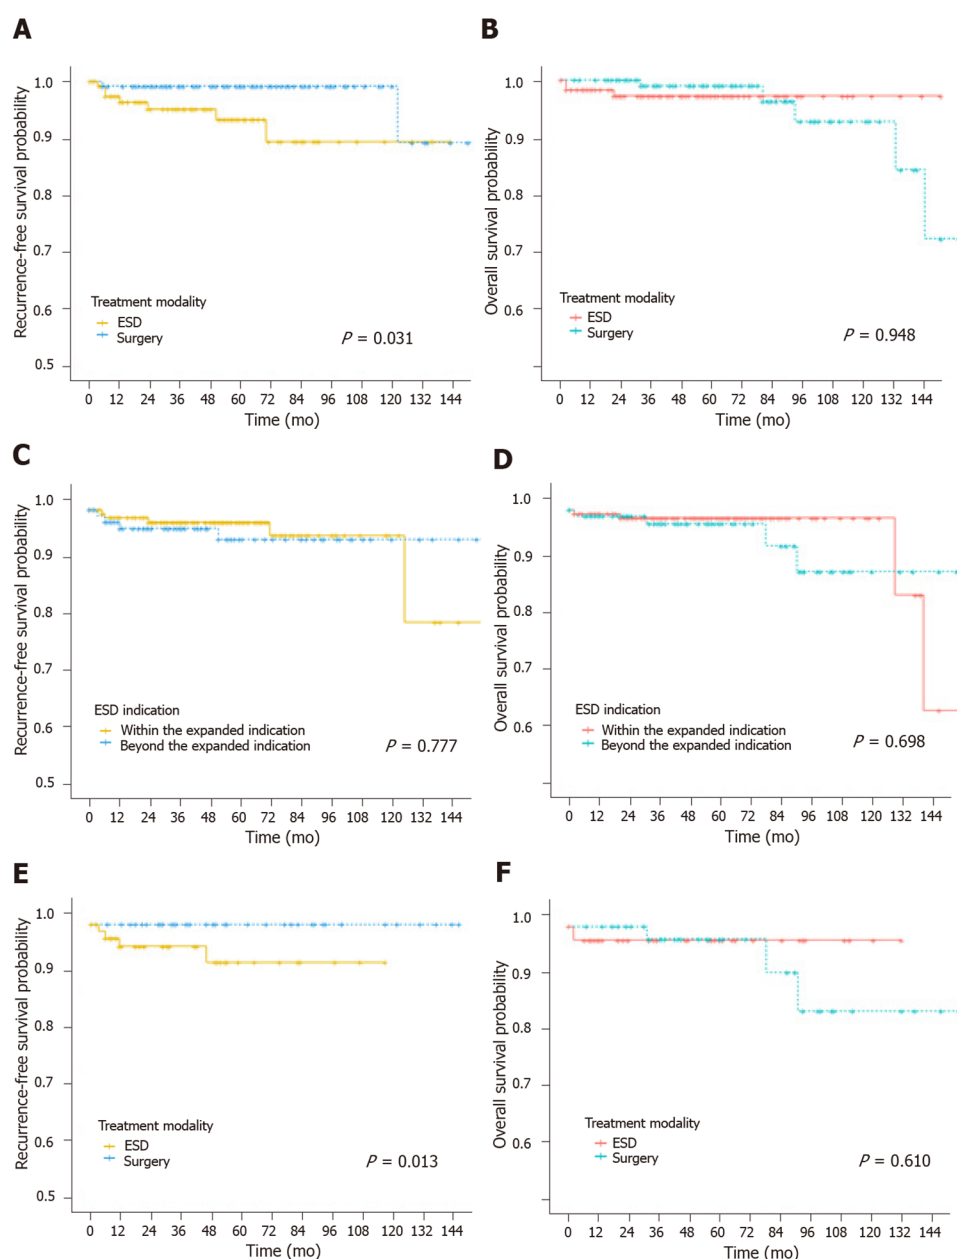 A
Recurrence-free survival probability
1.0
0.9
0.8
0.7
0.6
0.5
Treatment modality
ESD
Surgery
P = 0.031
0 12 24 36 48 60 72 84 96 108 120 132 144
Time (mo)
B
Overall survival probability
1.0
0.9
0.8
0.7
0.6
Treatment modality
ESD
Surgery
P = 0.948
0 12 24 36 48 60 72 84 96 108 120 132 144
Time (mo)
C
Recurrence-free survival probability
1.0
0.9
0.8
0.7
0.6
0.5
ESD indication
Within the expanded indication
Beyond the expanded indication
P = 0.777
0 12 24 36 48 60 72 84 96 108 120 132 144
Time (mo)
D
Overall survival probability
1.0
0.9
0.8
0.7
0.6
ESD indication
Within the expanded indication
Beyond the expanded indication
P = 0.698
0 12 24 36 48 60 72 84 96 108 120 132 144
Time (mo)
E
Recurrence-free survival probability
1.0
0.9
0.8
0.7
0.6
0.5
Treatment modality
ESD
Surgery
P = 0.013
0 12 24 36 48 60 72 84 96 108 120 132 144
Time (mo)
F
Overall survival probability
1.0
0.9
0.8
0.7
0.6
Treatment modality
ESD
Surgery
P = 0.610
0 12 24 36 48 60 72 84 96 108 120 132 144
Time (mo)